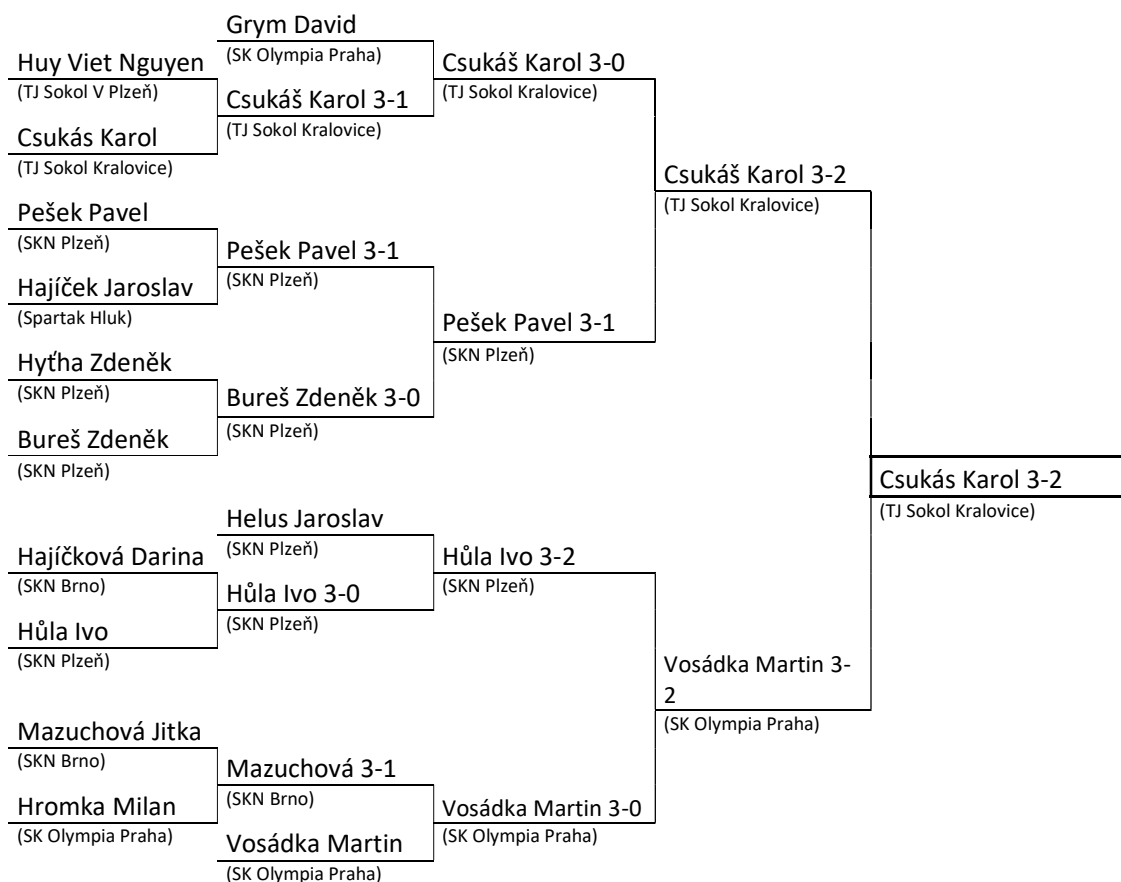 Grym David
(SK Olympia Praha)
Huy Viet Nguyen
(TJ Sokol V Plzeň)
Csukáš Karol 3-0
(TJ Sokol Kralovice)
Csukáš Karol 3-1
(TJ Sokol Kralovice)
Csukás Karol
(TJ Sokol Kralovice)
Csukáš Karol 3-2
(TJ Sokol Kralovice)
Pešek Pavel
(SKN Plzeň)
Pešek Pavel 3-1
(SKN Plzeň)
Hajíček Jaroslav
(Spartak Hluk)
Pešek Pavel 3-1
(SKN Plzeň)
Hyťha Zdeněk
(SKN Plzeň)
Bureš Zdeněk 3-0
(SKN Plzeň)
Bureš Zdeněk
(SKN Plzeň)
Csukás Karol 3-2
(TJ Sokol Kralovice)
Helus Jaroslav
(SKN Plzeň)
Hajíčková Darina
(SKN Brno)
Hůla Ivo 3-2
(SKN Plzeň)
Hůla Ivo 3-0
(SKN Plzeň)
Hůla Ivo
(SKN Plzeň)
Vosádka Martin 3-
2
(SK Olympia Praha)
Mazuchová Jitka
(SKN Brno)
Mazuchová 3-1
(SKN Brno)
Hromka Milan
(SK Olympia Praha)
Vosádka Martin 3-0
(SK Olympia Praha)
Vosádka Martin
(SK Olympia Praha)